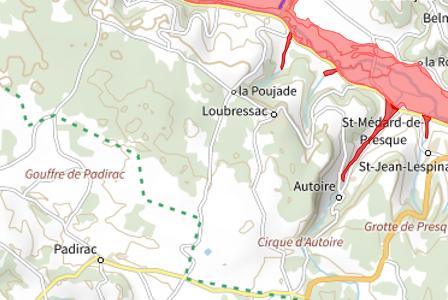 Beln
la Ro
la Poujade
Loubressac
St-Médard-de-
Presque
St-Jean-Lespina
Gouffre de Padirac
Autoire
Grotte de Presq
Cirque d'Autoire
Padirac